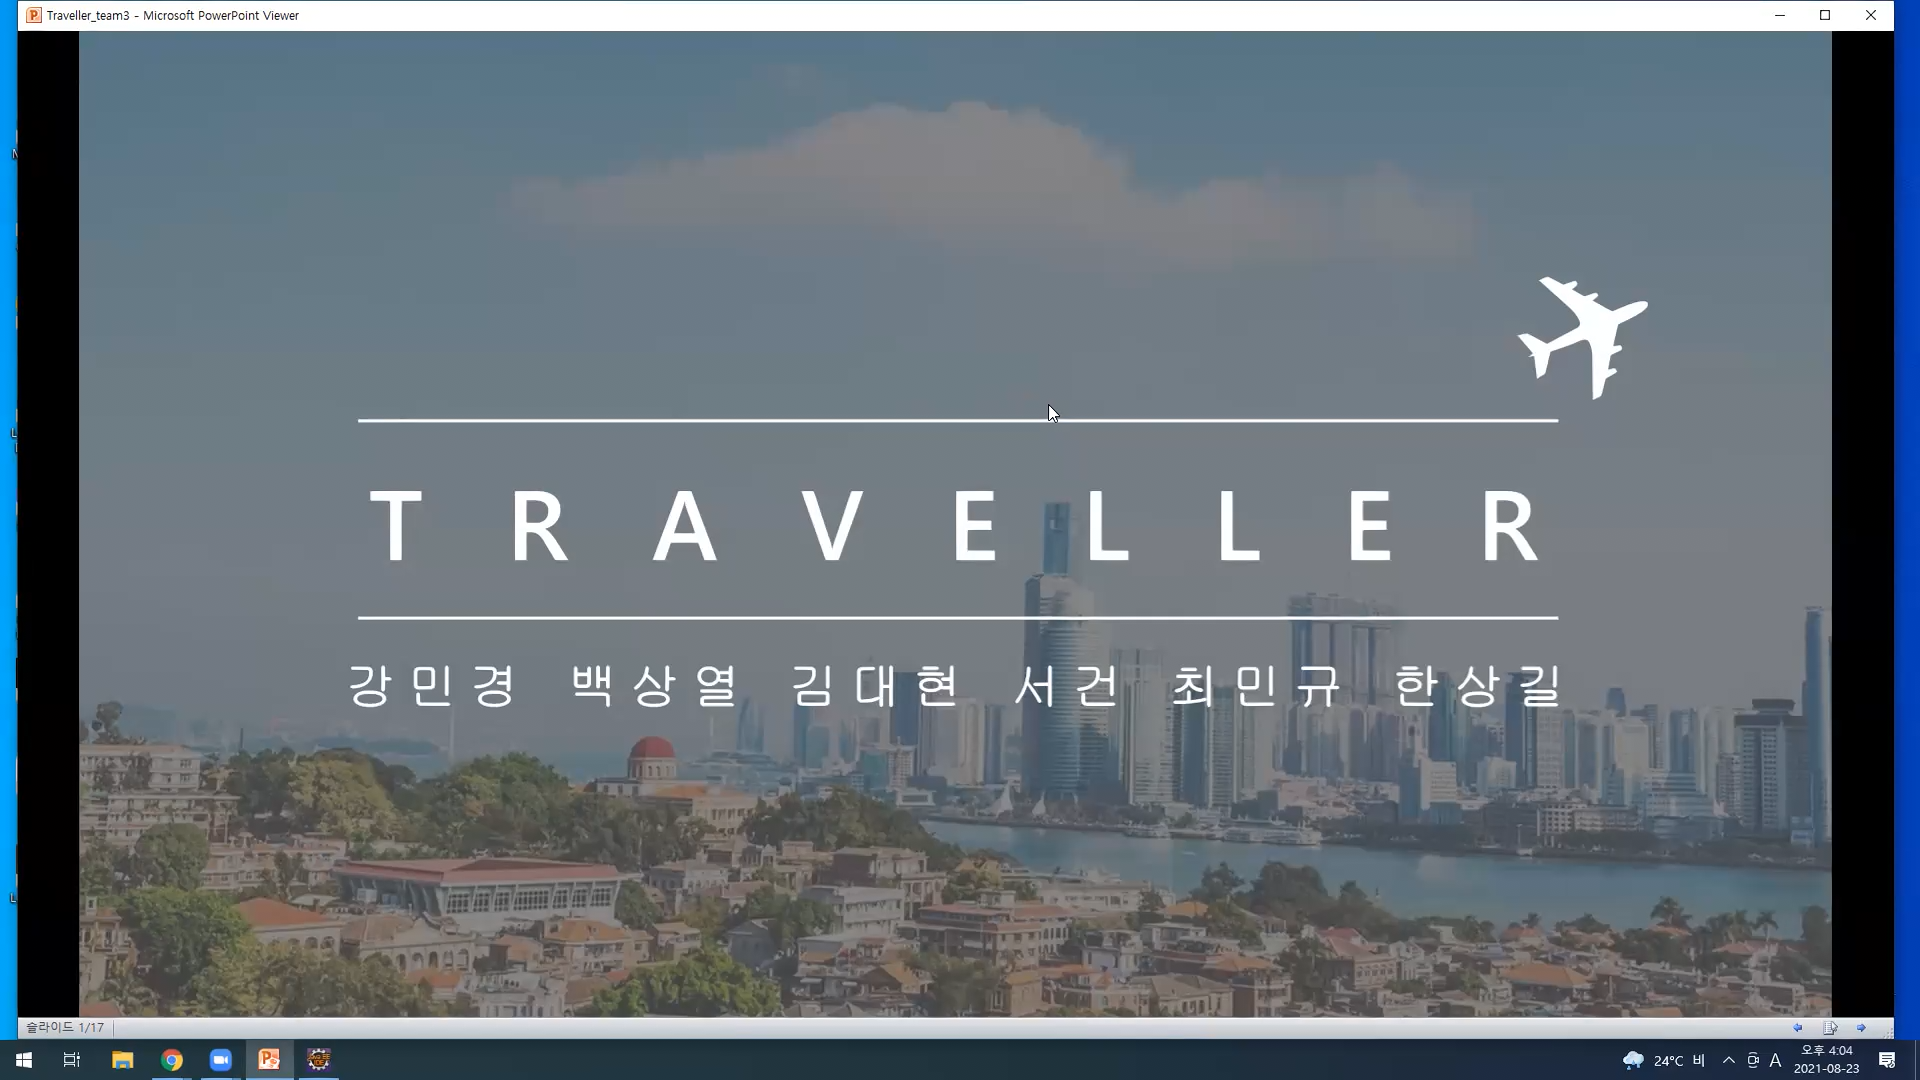 Traveller_team3 - Microsoft PowerPoint Viewer
T R A V E L L E R
강민경 백상열 김대현 서건 최민규 한상길
슬라이드 1/17
24°C 비
A
오후 4:04
2021-08-23